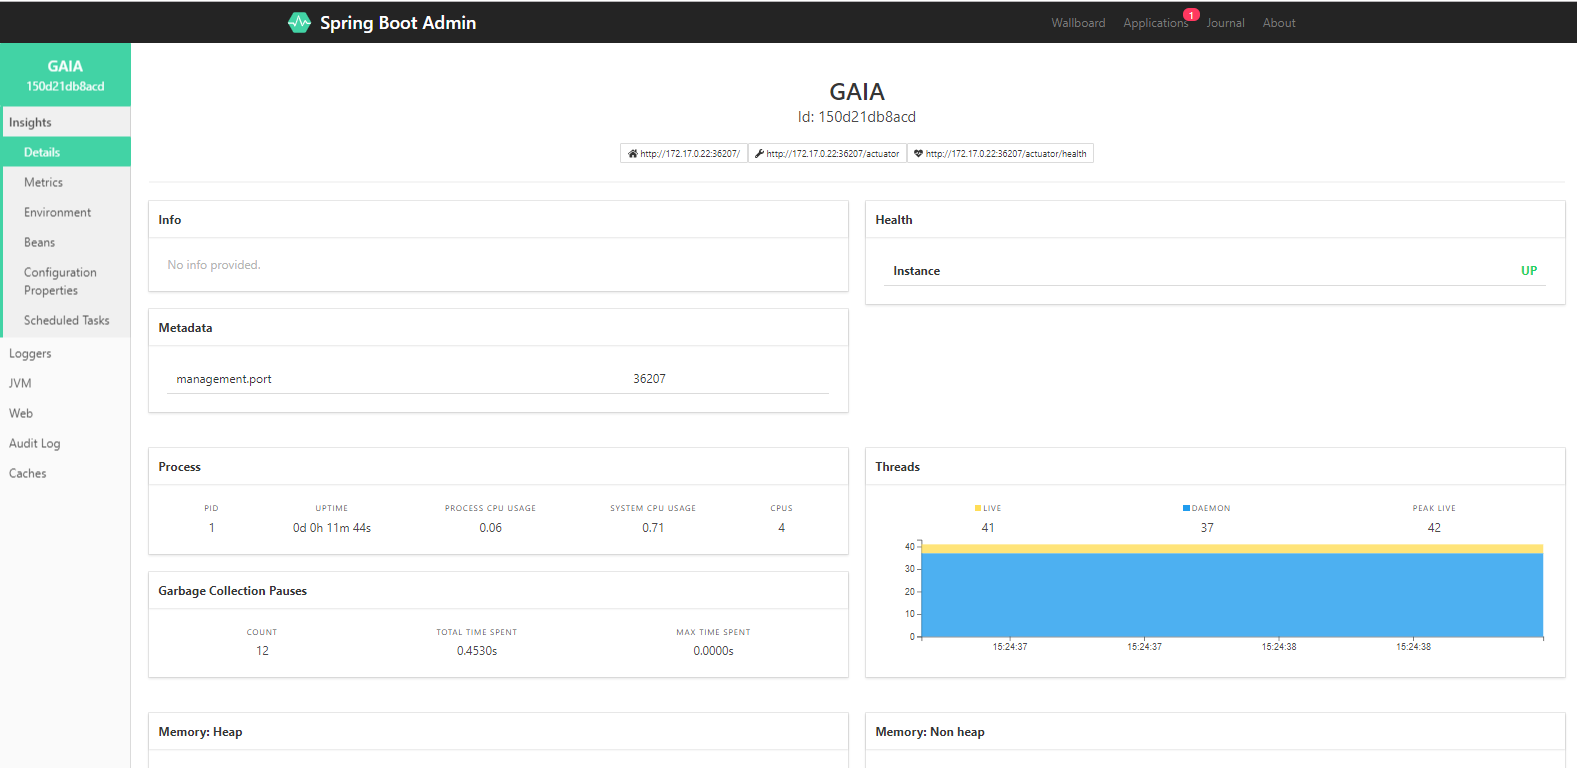 Spring Boot Admin
Wallboard Applications 1 Journal About
GAIA
150d21db8acd
Insights
Details
Metrics
Environment
Beans
Configuration
Properties
Scheduled Tasks
Loggers
JVM
Web
Audit Log
Caches
GAIA
Id: 150d21db8acd
http://172.17.0.22:36207/ http://172.17.0.22:36207/actuator http://172.17.0.22:36207/actuator/health
Info
No info provided.
Health
Instance UP
Metadata
management.port 36207
Process
PID UPTIME PROCESS CPU USAGE SYSTEM CPU USAGE CPUS
1 0d 0h 11m 44s 0.06 0.71 4
Garbage Collection Pauses
COUNT TOTAL TIME SPENT MAX TIME SPENT
12 0.4530s 0.0000s
Threads
LIVE DAEMON PEAK LIVE
41 37 42
40
30
20
10
0
15:24:37 15:24:37 15:24:38 15:24:38
Memory: Heap
Memory: Non heap